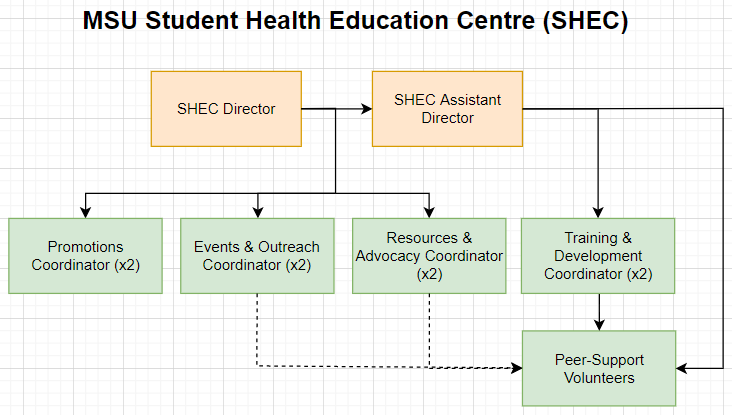 MSU Student Health Education Centre (SHEC)
SHEC Director
SHEC Assistant
Director
Promotions
Coordinator (x2)
Events & Outreach
Coordinator (x2)
Resources &
Advocacy Coordinator
(x2)
Training &
Development
Coordinator (x2)
Peer-Support
Volunteers